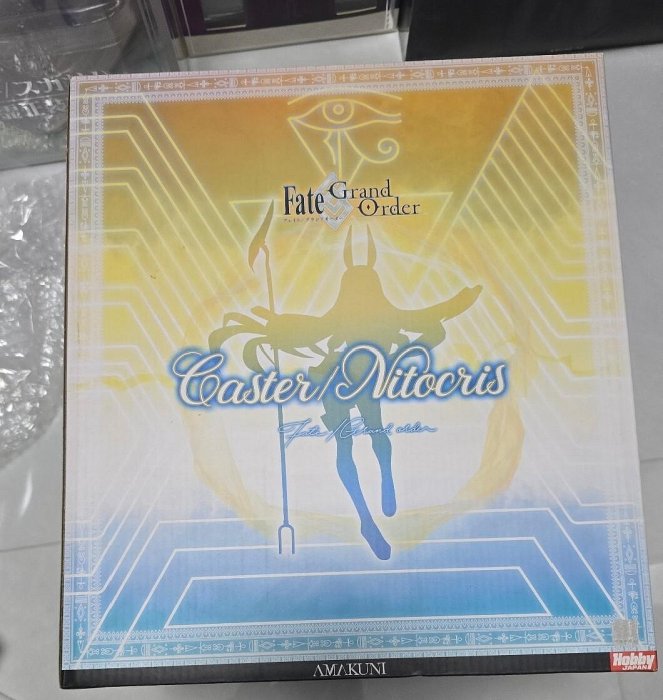 Fate Grand Order
フェイト/グランドオーダー
Caster/Nitocris
Fate/Grand order
AMAKUNI
Hobby
JAPAN